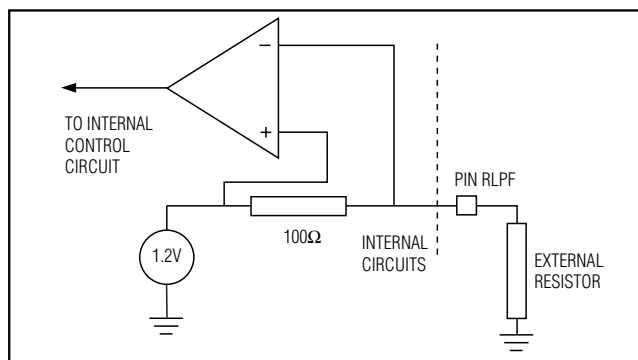 −
+
TO INTERNAL
CONTROL
CIRCUIT
PIN RLPF
100Ω
INTERNAL
CIRCUITS
1.2V
EXTERNAL
RESISTOR